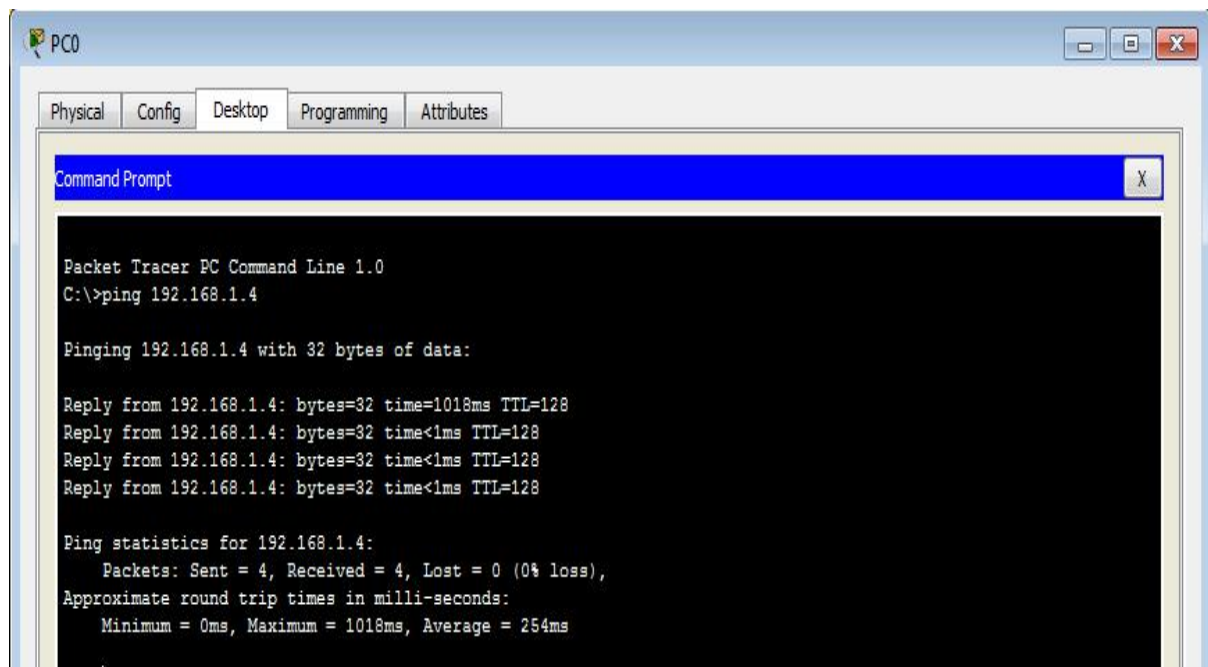 PC0
Physical Config Desktop Programming Attributes
Command Prompt
X
Packet Tracer PC Command Line 1.0
C:\>ping 192.168.1.4
Pinging 192.168.1.4 with 32 bytes of data:
Reply from 192.168.1.4: bytes=32 time=1018ms TTL=128
Reply from 192.168.1.4: bytes=32 time<1ms TTL=128
Reply from 192.168.1.4: bytes=32 time<1ms TTL=128
Reply from 192.168.1.4: bytes=32 time<1ms TTL=128
Ping statistics for 192.168.1.4:
Packets: Sent = 4, Received = 4, Lost = 0 (0% loss),
Approximate round trip times in milli-seconds:
Minimum = 0ms, Maximum = 1018ms, Average = 254ms